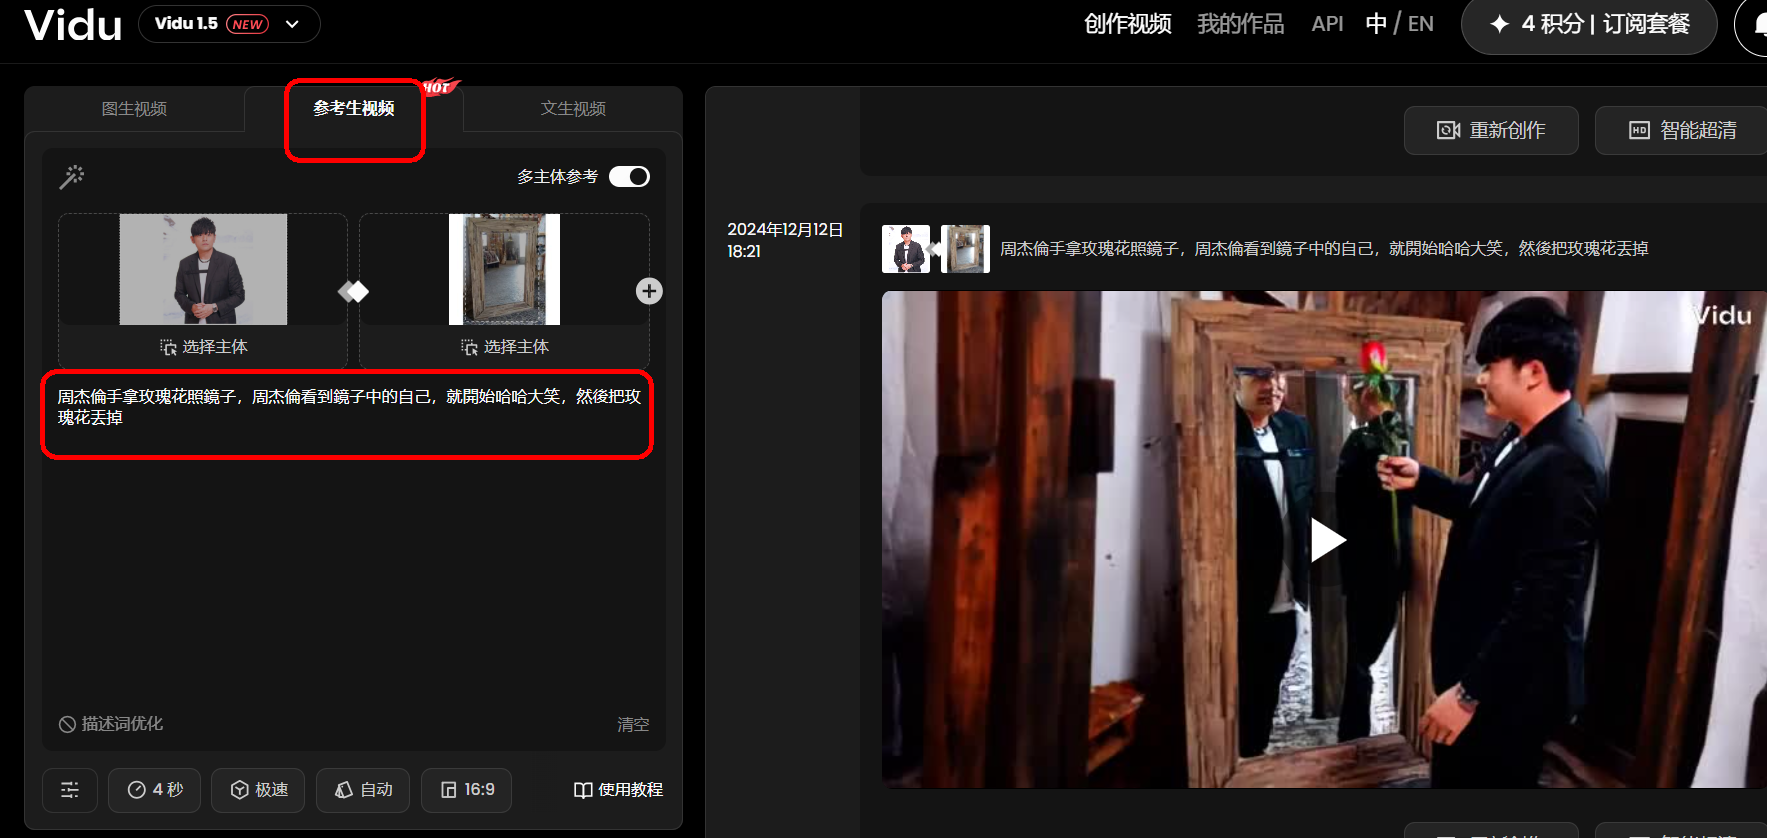 Vidu
Vidu 1.5 NEW
创作视频 我的作品 API 中 / EN
4 积分 | 订阅套餐
图生视频
参考生视频
HOT
文生视频
多主体参考
选择主体
选择主体
周杰倫手拿玫瑰花照鏡子，周杰倫看到鏡子中的自己，就開始哈哈大笑，然後把玫
瑰花丟掉
描述词优化
清空
4 秒
极速
自动
16:9
使用教程
重新创作
HD 智能超清
2024年12月12日
18:21
周杰倫手拿玫瑰花照鏡子，周杰倫看到鏡子中的自己，就開始哈哈大笑，然後把玫瑰花丟掉
Vidu